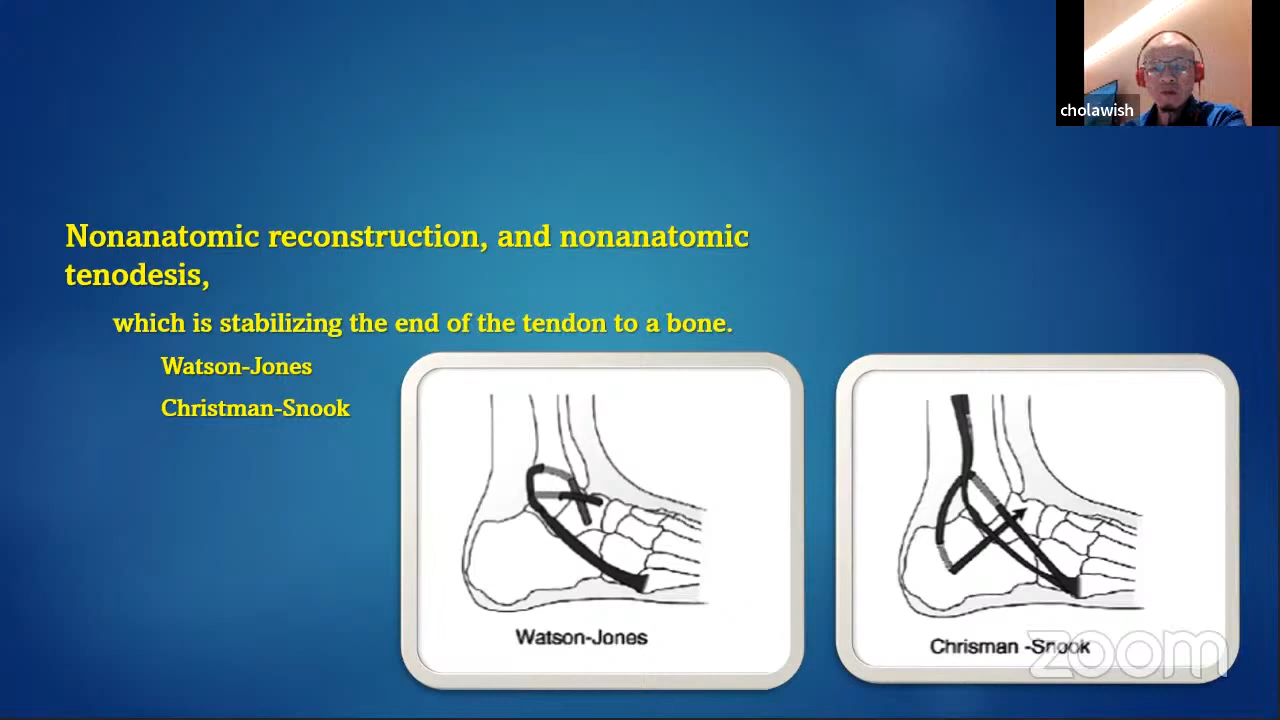 cholawish
Nonanatomic reconstruction, and nonanatomic
tenodesis,
which is stabilizing the end of the tendon to a bone.
Watson-Jones
Christman-Snook
Watson-Jones
Chrisman -Snook
zoom